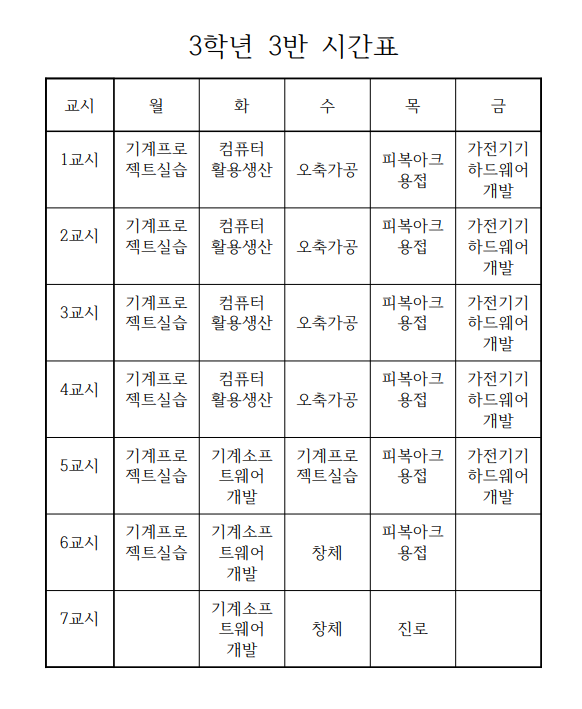 3학년 3반 시간표
교시 월 화 수 목 금
1교시 기계프로 컴퓨터 오축가공 피복아크 가전기기
젝트실습 활용생산 용접 하드웨어
개발
2교시 기계프로 컴퓨터 오축가공 피복아크 가전기기
젝트실습 활용생산 용접 하드웨어
개발
3교시 기계프로 컴퓨터 오축가공 피복아크 가전기기
젝트실습 활용생산 용접 하드웨어
개발
4교시 기계프로 컴퓨터 오축가공 피복아크 가전기기
젝트실습 활용생산 용접 하드웨어
개발
5교시 기계프로 기계소프 기계프로 피복아크 가전기기
젝트실습 트웨어 젝트실습 용접 하드웨어
개발 개발
6교시 기계프로 기계소프 창체 피복아크
젝트실습 트웨어 용접
개발
7교시 기계소프 창체 진로
트웨어
개발